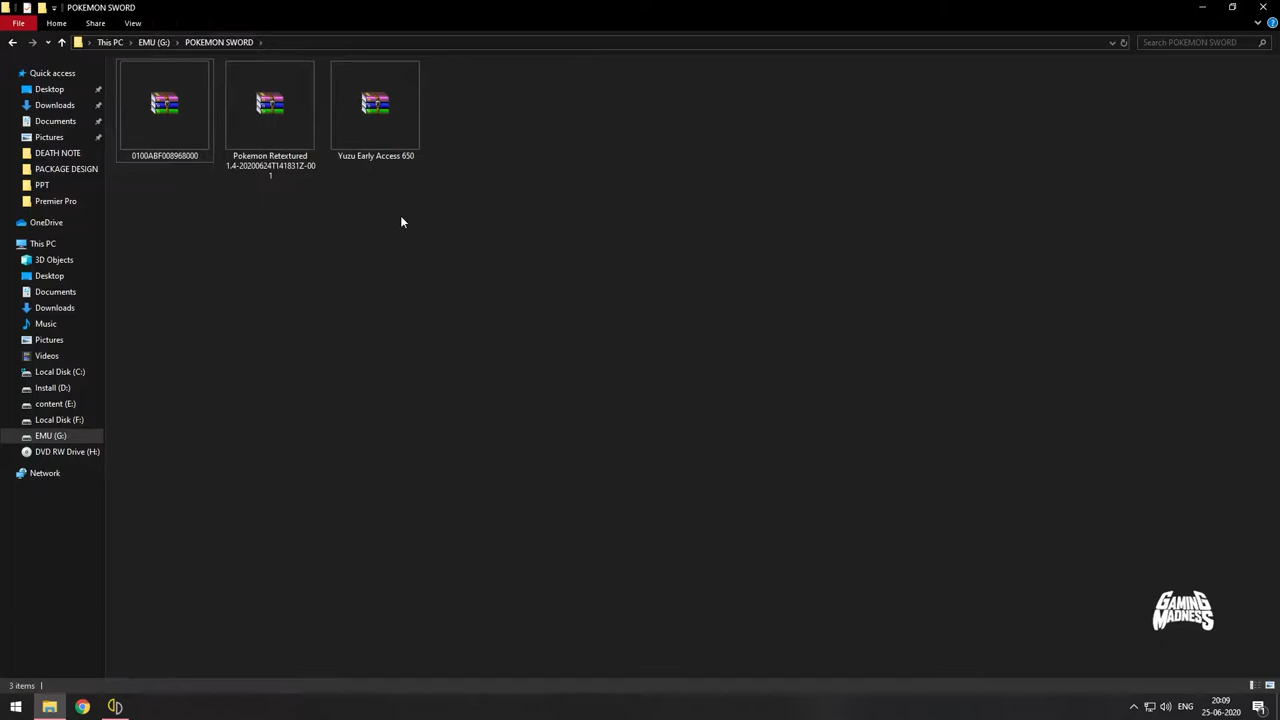 POKEMON SWORD
File Home Share View
This PC > EMU (G:) > POKEMON SWORD >
Search POKEMON SWORD
Quick access
Desktop
Downloads
Documents
Pictures
DEATH NOTE
PACKAGE DESIGN
PPT
Premier Pro
OneDrive
This PC
3D Objects
Desktop
Documents
Downloads
Music
Pictures
Videos
Local Disk (C:)
Install (D:)
content (E:)
Local Disk (F:)
EMU (G:)
DVD RW Drive (H:)
Network
0100ABF008968000
Pokemon Retextured
1.4-20200624T141831Z-00
1
Yuzu Early Access 650
GAMING
MADNESS
3 items
ENG
20:09
25-06-2020